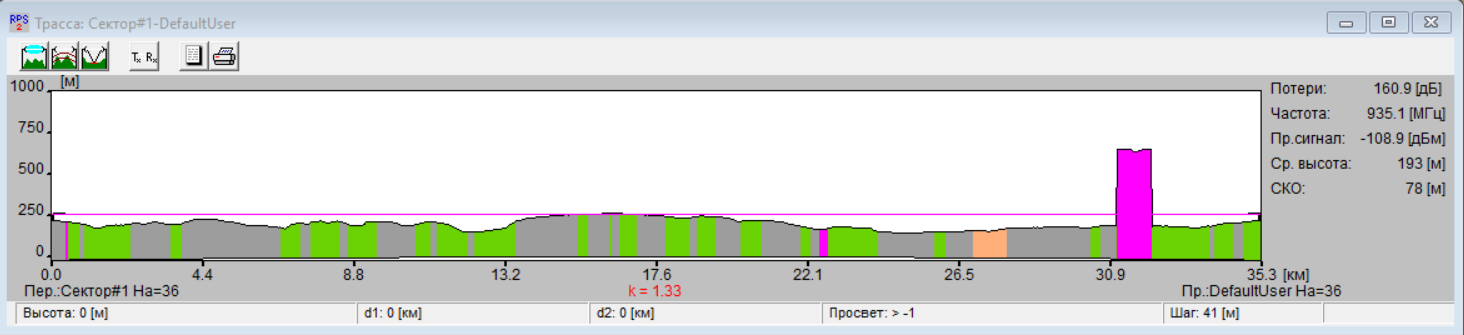 RPS 2 Трасса: Сектор#1-DefaultUser
Tx Rx
1000 [М]
750
500
250
0
0.0 4.4 8.8 13.2 17.6 22.1 26.5 30.9 35.3 [км]
Пер.:Сектор#1 На=36 k = 1.33 Пр.:DefaultUser На=36
Потери: 160.9 [дБ]
Частота: 935.1 [МГц]
Пр.сигнал: -108.9 [дБм]
Ср. высота: 193 [м]
СКО: 78 [м]
Высота: 0 [м] d1: 0 [км] d2: 0 [км] Просвет: > -1 Шаг: 41 [м]